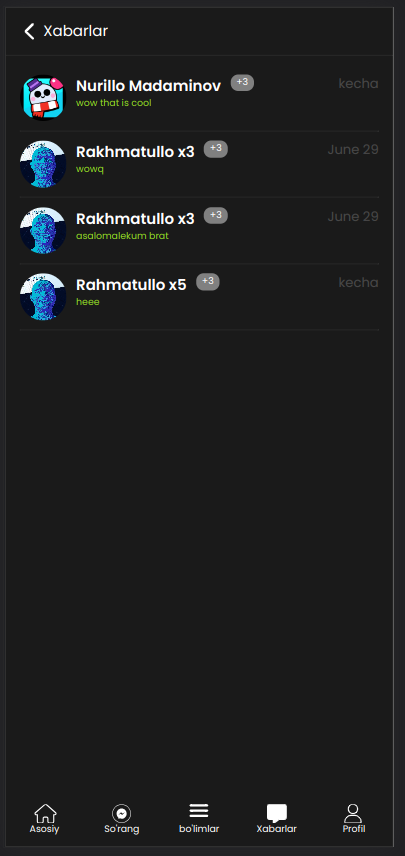 Xabarlar
Nurillo Madaminov +3 kecha
wow that is cool
Rakhmatullo x3 +3 June 29
wowq
Rakhmatullo x3 +3 June 29
asalomalekum brat
Rahmatullo x5 +3 kecha
heee
Asosiy So'rang bo'limlar Xabarlar Profil